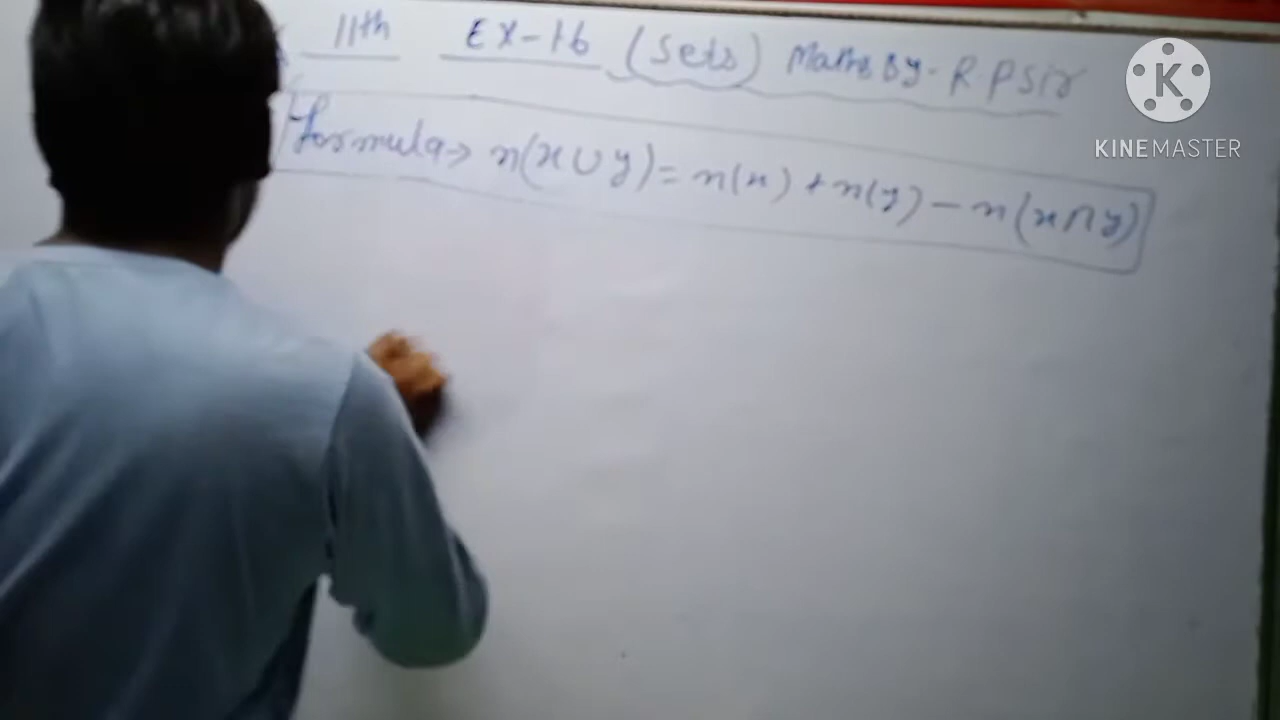 11th Ex-16 (Sets) Maths By- R P Sir
formula→ n(x∪y)=n(x)+n(y)-n(x∩y)
KINEMASTER